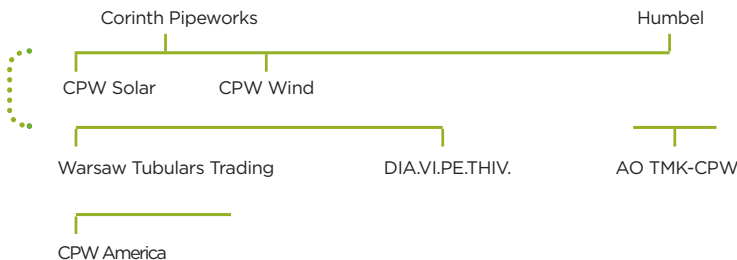 Corinth Pipeworks Humbel
CPW Solar CPW Wind
Warsaw Tubulars Trading DIA.VI.PE.THIV. AO TMK-CPW
CPW America